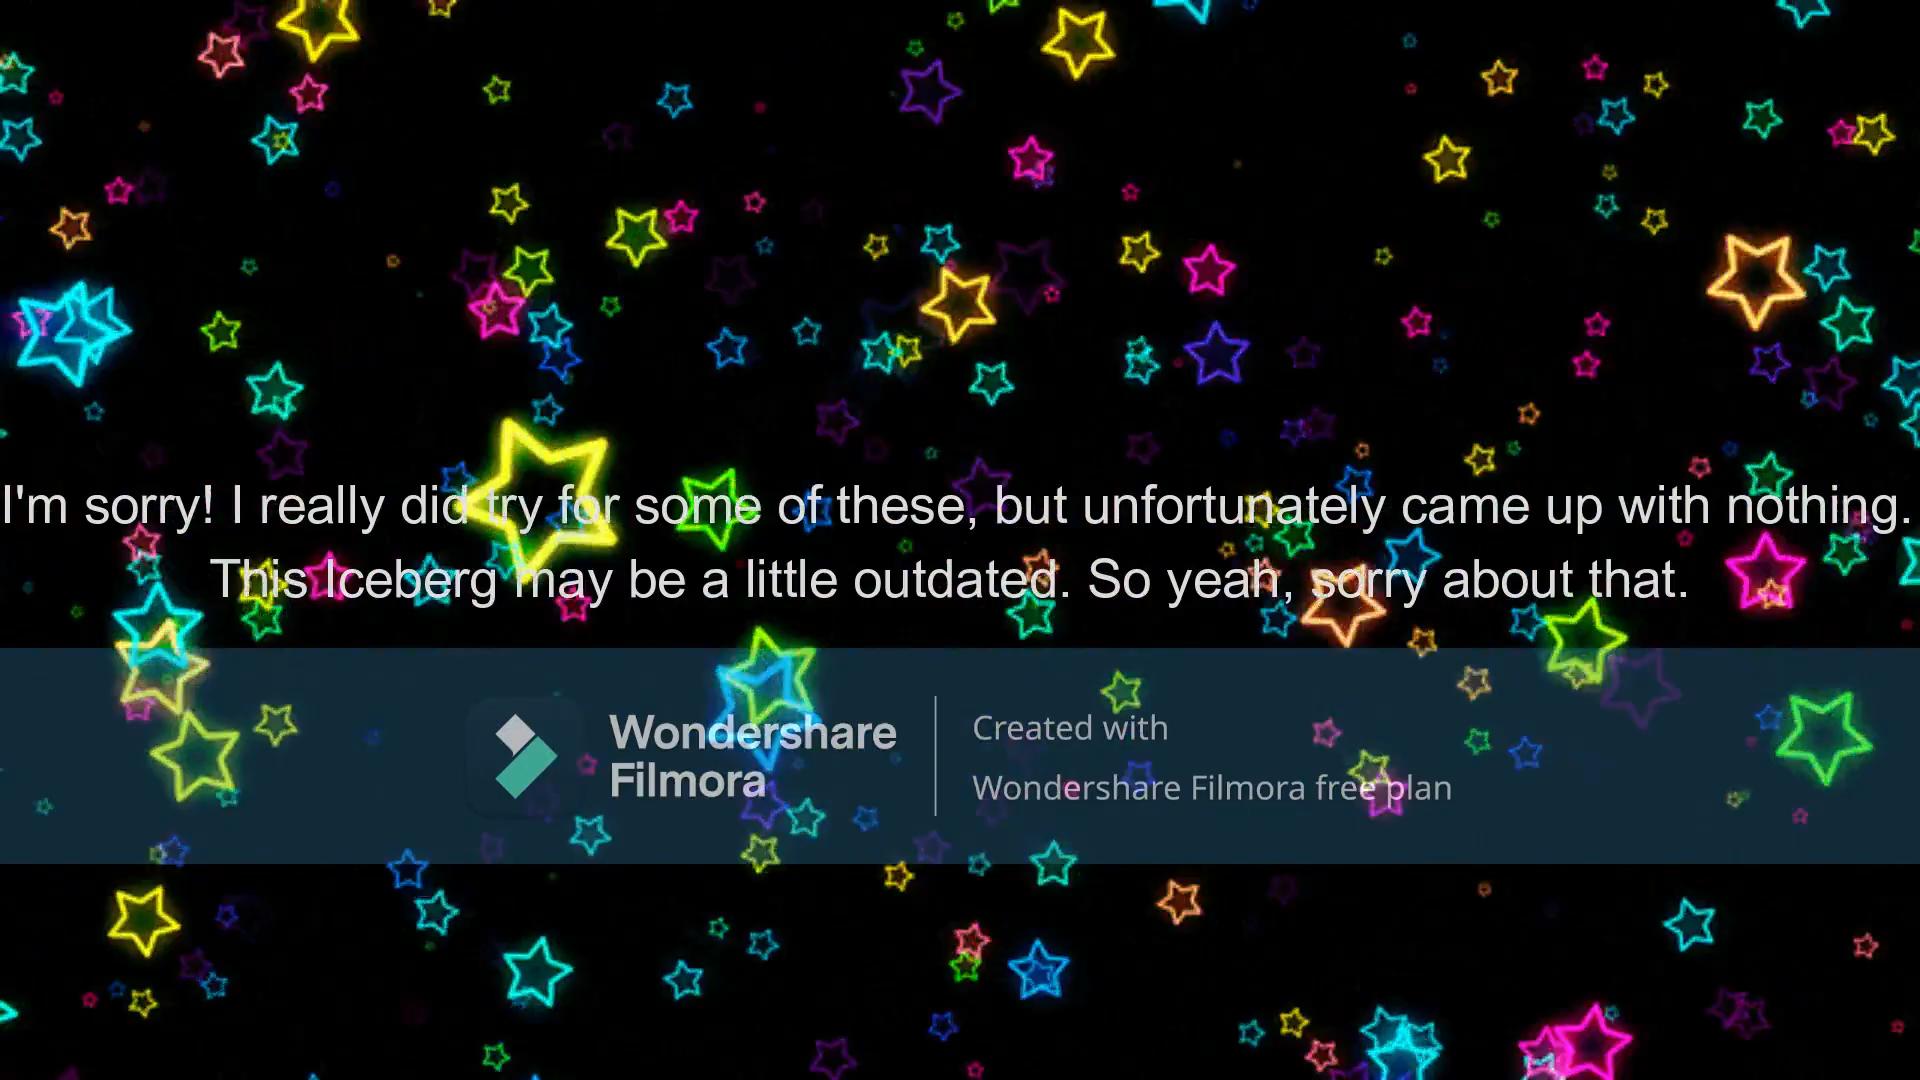 I'm sorry! I really did try for some of these, but unfortunately came up with nothing.
This Iceberg may be a little outdated. So yeah, sorry about that.
Wondershare
Filmora
Created with
Wondershare Filmora free plan